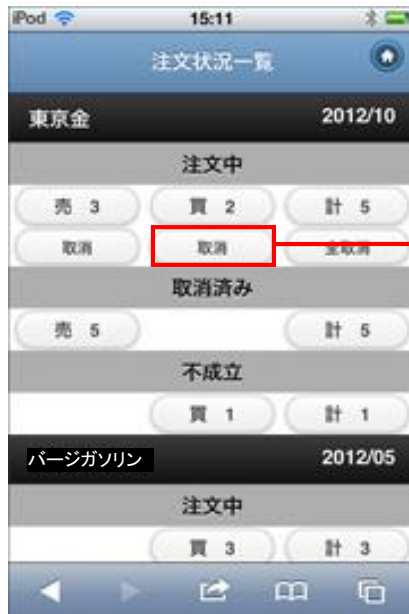 iPod 15:11
注文状況一覧
東京金 2012/10
注文中
売 3 買 2 計 5
取消 取消 全取消
取消済み
売 5 計 5
不成立
買 1 計 1
バージガソリン 2012/05
注文中
買 3 計 3